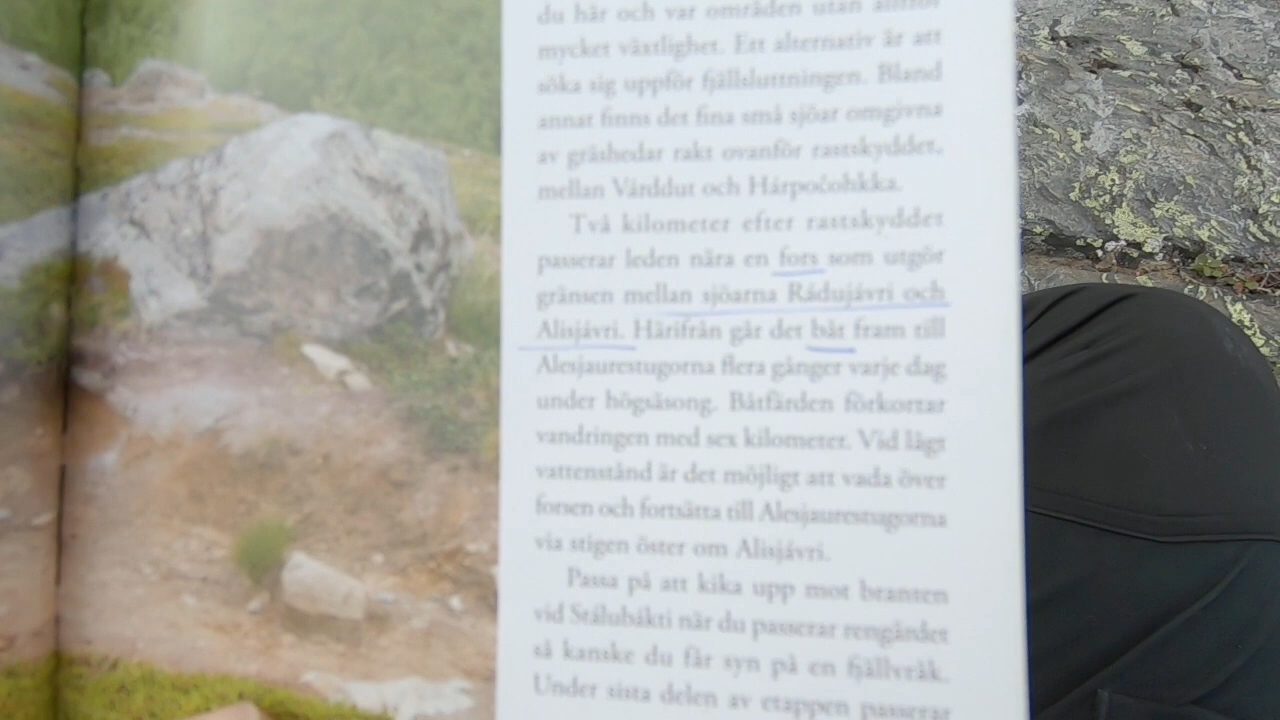 du här och var områden utan alltför
mycket växtlighet. Ett alternativ är att
söka sig uppför fjällsluttningen. Bland
annat finns det fina små sjöar omgivna
av gräshedar rakt ovanför rastskyddet,
mellan Várddut och Hárpočohkka.
Två kilometer efter rastskyddet
passerar leden nära en fors som utgör
gränsen mellan sjöarna Rádujávri och
Alisjávri. Härifrån går det båt fram till
Alesjaurestugorna flera gånger varje dag
under högsäsong. Båtfärden förkortar
vandringen med sex kilometer. Vid lågt
vattenstånd är det möjligt att vada över
forsen och fortsätta till Alesjaurestugorna
via stigen öster om Alisjávri.
Passa på att kika upp mot branten
vid Stálubákti när du passerar rengärdet
så kanske du får syn på en fjällvråk.
Under sista delen av etappen passerar